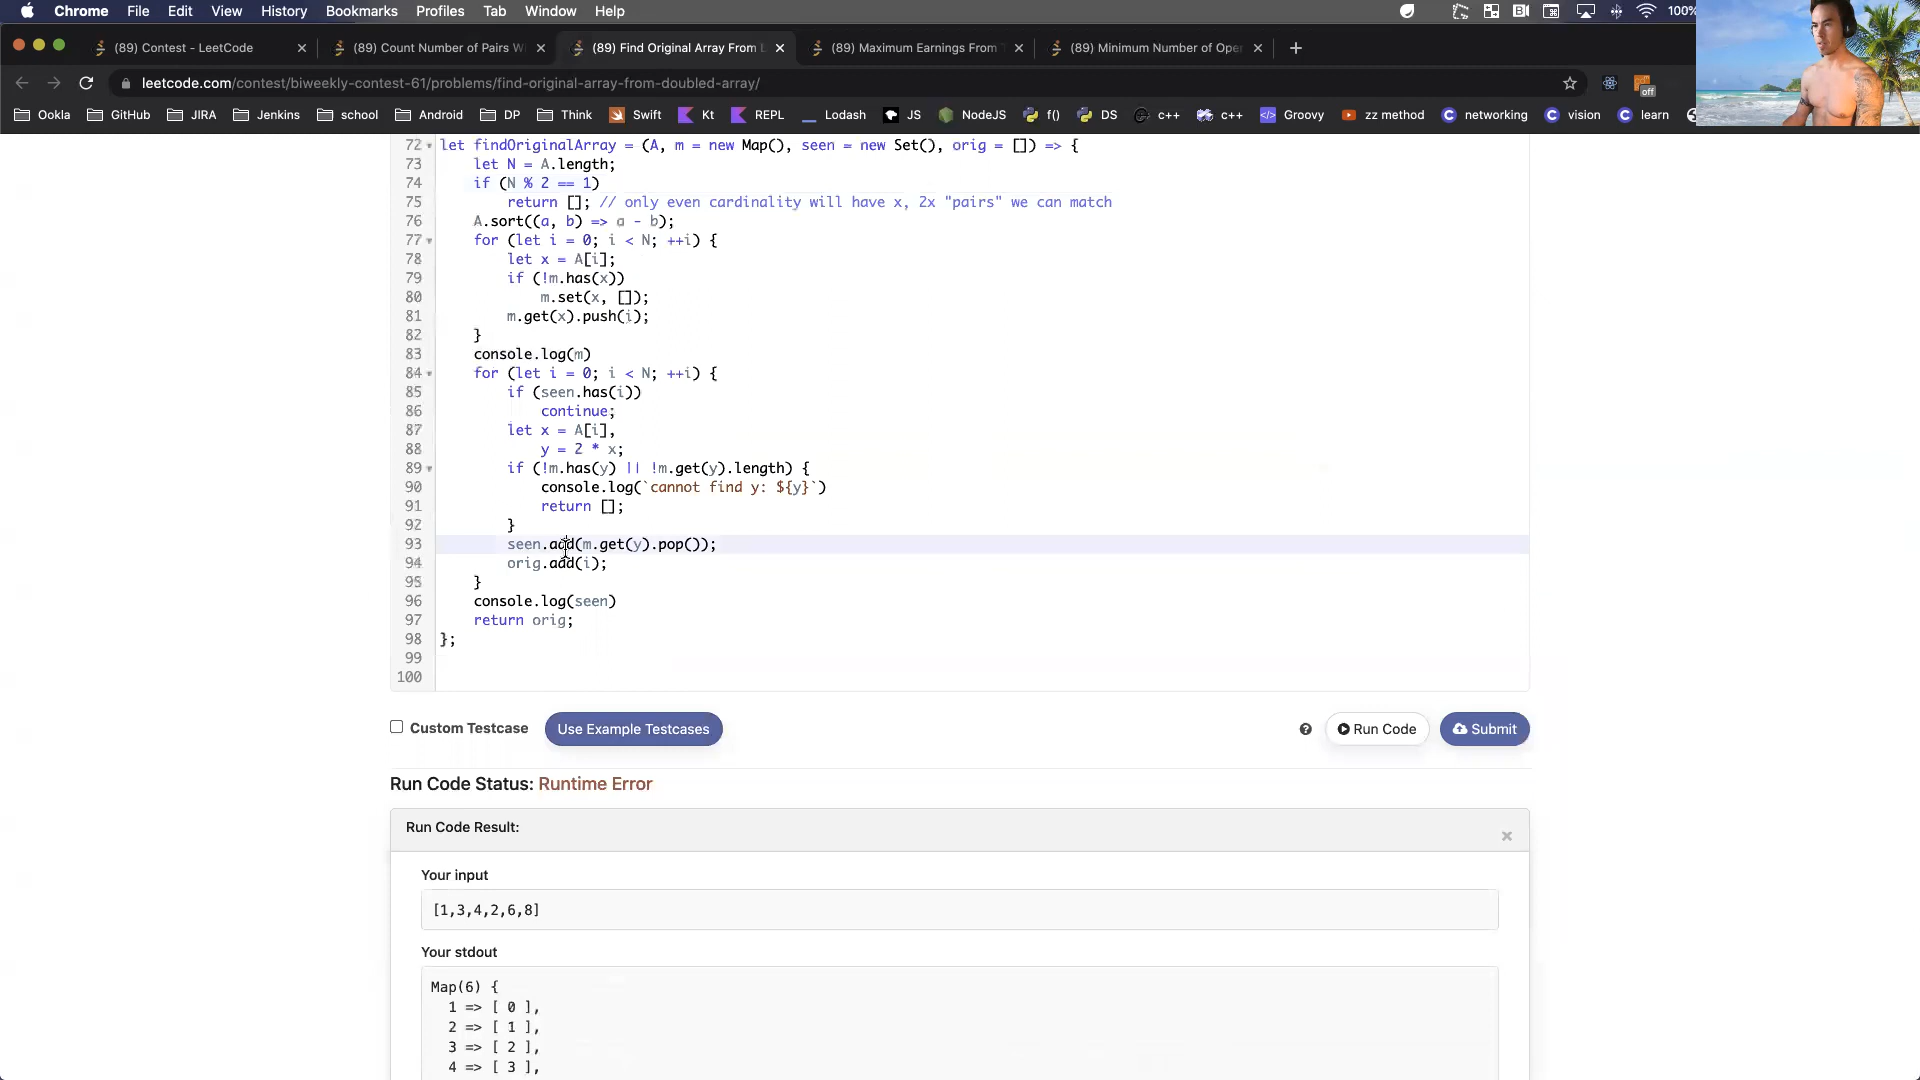 Chrome File Edit View History Bookmarks Profiles Tab Window Help 100%
(89) Contest - LeetCode (89) Count Number of Pairs W (89) Find Original Array From (89) Maximum Earnings From (89) Minimum Number of Oper
leetcode.com/contest/biweekly-contest-61/problems/find-original-array-from-doubled-array/ off
Ookla GitHub JIRA Jenkins school Android DP Think Swift Kt REPL Lodash JS NodeJS f() DS c++ c++ Groovy zz method networking vision learn
72 let findOriginalArray = (A, m = new Map(), seen = new Set(), orig = []) => {
73 let N = A.length;
74 if (N % 2 == 1)
75 return []; // only even cardinality will have x, 2x "pairs" we can match
76 A.sort((a, b) => a - b);
77 for (let i = 0; i < N; ++i) {
78 let x = A[i];
79 if (!m.has(x))
80 m.set(x, []);
81 m.get(x).push(i);
82 }
83 console.log(m)
84 for (let i = 0; i < N; ++i) {
85 if (seen.has(i))
86 continue;
87 let x = A[i],
88 y = 2 * x;
89 if (!m.has(y) || !m.get(y).length) {
90 console.log(`cannot find y: ${y}`)
91 return [];
92 }
93 seen.add(m.get(y).pop());
94 orig.add(i);
95 }
96 console.log(seen)
97 return orig;
98 };
99
100
Custom Testcase Use Example Testcases ? Run Code Submit
Run Code Status: Runtime Error
Run Code Result: ×
Your input
[1,3,4,2,6,8]
Your stdout
Map(6) {
1 => [ 0 ],
2 => [ 1 ],
3 => [ 2 ],
4 => [ 3 ],